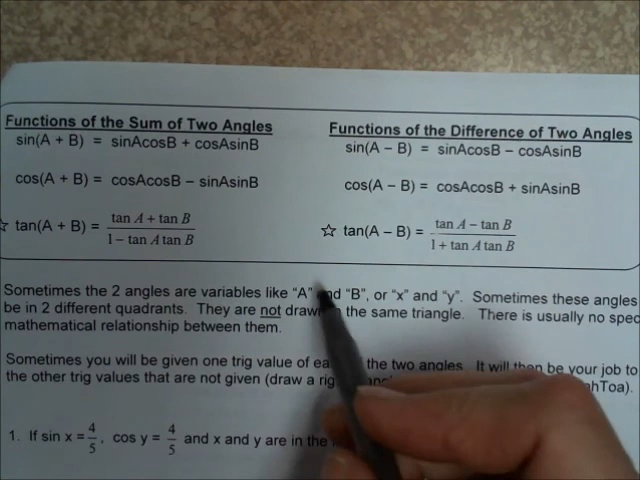 Functions of the Sum of Two Angles
sin(A + B) = sinAcosB + cosAsinB
cos(A + B) = cosAcosB – sinAsinB
☆ tan(A + B) = (tan A + tan B) / (1 – tan A tan B)
Functions of the Difference of Two Angles
sin(A – B) = sinAcosB – cosAsinB
cos(A – B) = cosAcosB + sinAsinB
☆ tan(A – B) = (tan A – tan B) / (1 + tan A tan B)
Sometimes the 2 angles are variables like “A” and “B”, or “x” and “y”. Sometimes these angles
be in 2 different quadrants. They are not draw the same triangle. There is usually no spec
mathematical relationship between them.
Sometimes you will be given one trig value of the two angles. It will then be your job to
the other trig values that are not given (draw a ahToa).
1. If sin x = 4/5, cos y = 4/5 and x and y are in the